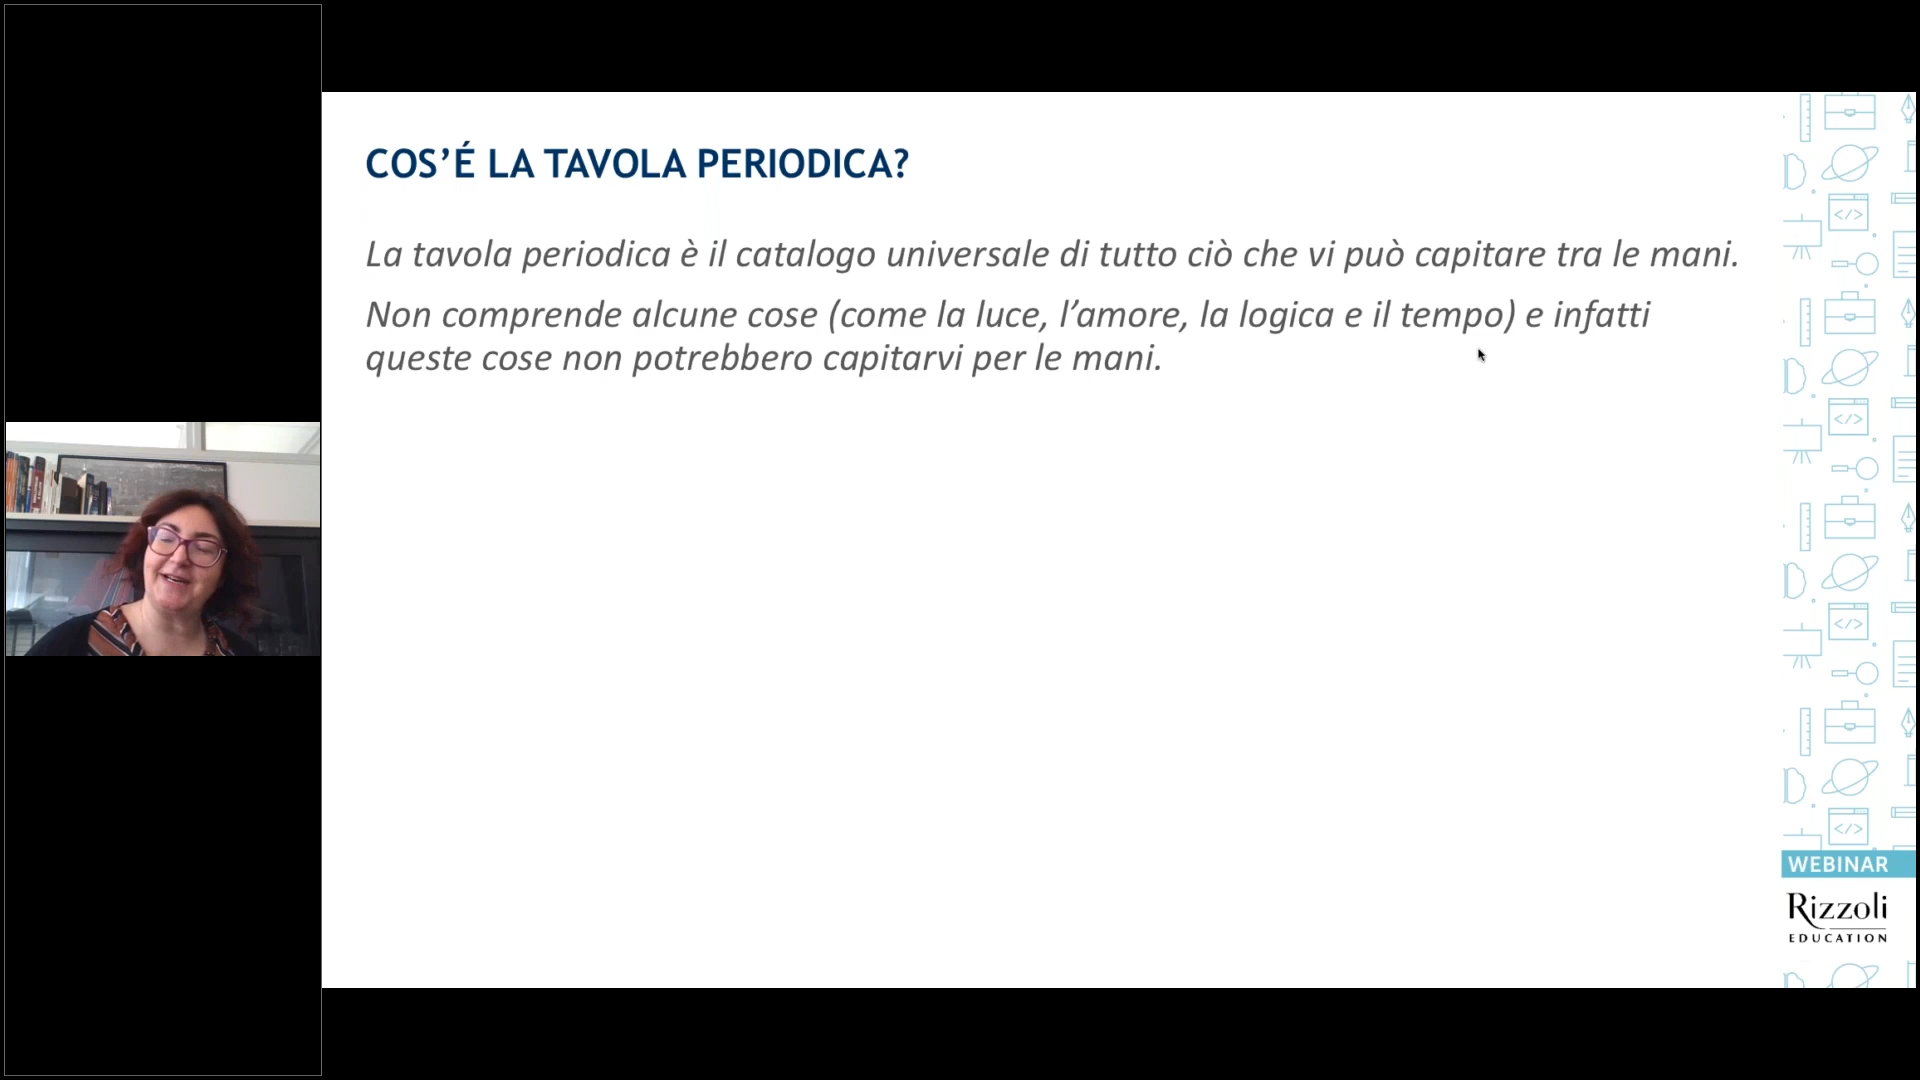 COS’É LA TAVOLA PERIODICA?
La tavola periodica è il catalogo universale di tutto ciò che vi può capitare tra le mani.
Non comprende alcune cose (come la luce, l’amore, la logica e il tempo) e infatti
queste cose non potrebbero capitarvi per le mani.
WEBINAR
Rizzoli
EDUCATION